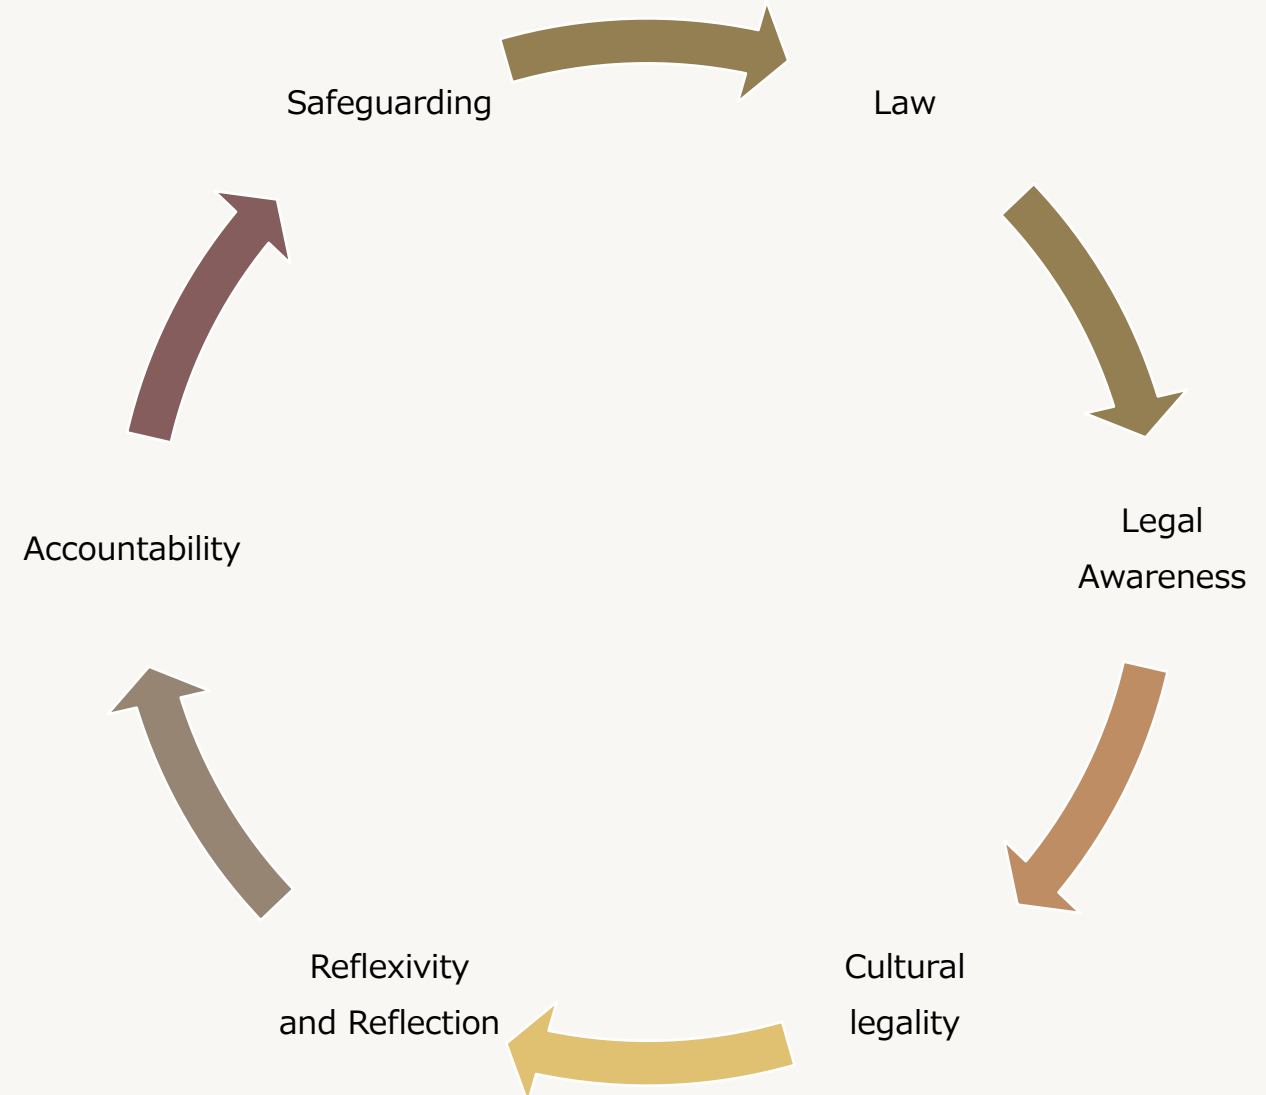 Safeguarding
Law
Legal
Awareness
Cultural
legality
Reflexivity
and Reflection
Accountability